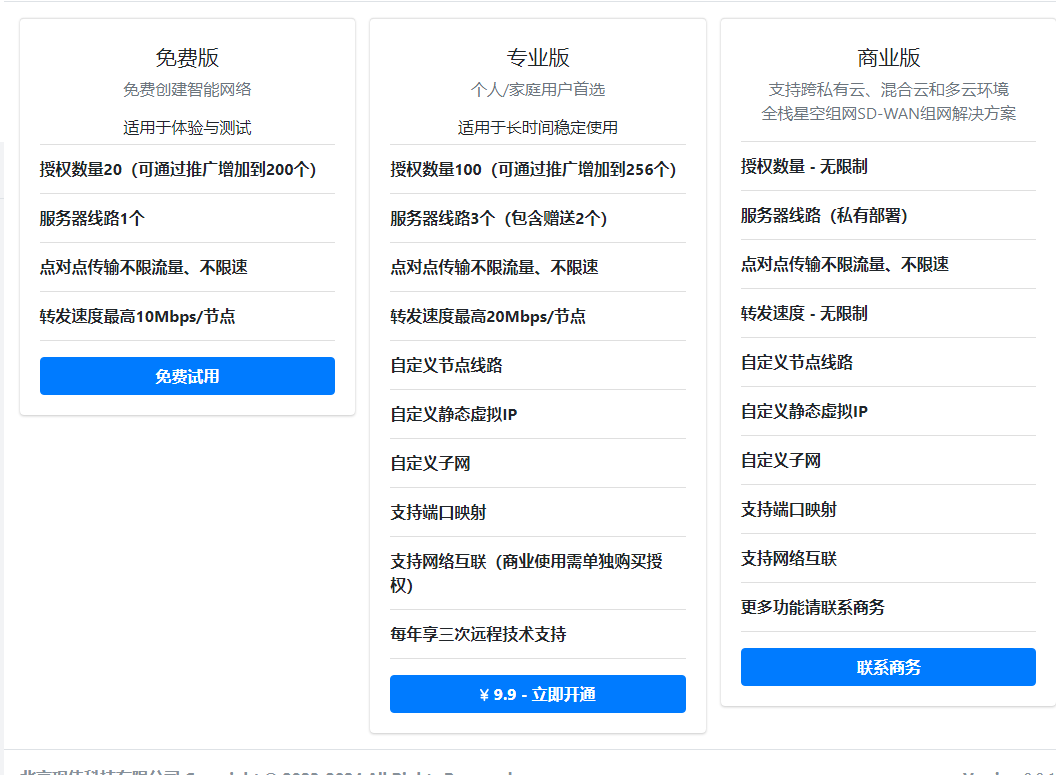 免费版
免费创建智能网络
适用于体验与测试
授权数量20（可通过推广增加到200个）
服务器线路1个
点对点传输不限流量、不限速
转发速度最高10Mbps/节点
免费试用
专业版
个人/家庭用户首选
适用于长时间稳定使用
授权数量100（可通过推广增加到256个）
服务器线路3个（包含赠送2个）
点对点传输不限流量、不限速
转发速度最高20Mbps/节点
自定义节点线路
自定义静态虚拟IP
自定义子网
支持端口映射
支持网络互联（商业使用需单独购买授
权）
每年享三次远程技术支持
¥ 9.9 - 立即开通
商业版
支持跨私有云、混合云和多云环境
全栈星空组网SD-WAN组网解决方案
授权数量 - 无限制
服务器线路（私有部署）
点对点传输不限流量、不限速
转发速度 - 无限制
自定义节点线路
自定义静态虚拟IP
自定义子网
支持端口映射
支持网络互联
更多功能请联系商务
联系商务